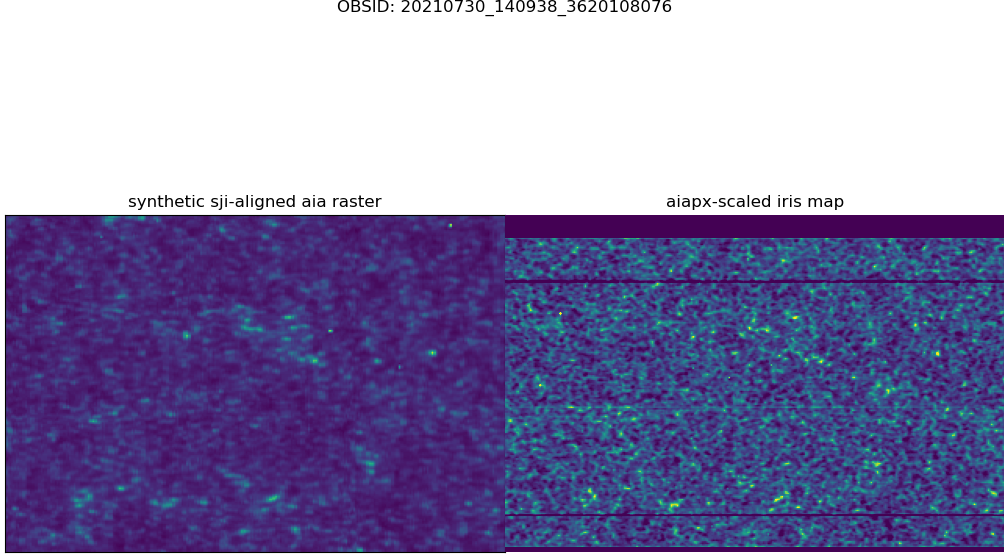 OBSID: 20210730_140938_3620108076
synthetic sji-aligned aia raster
aiapx-scaled iris map